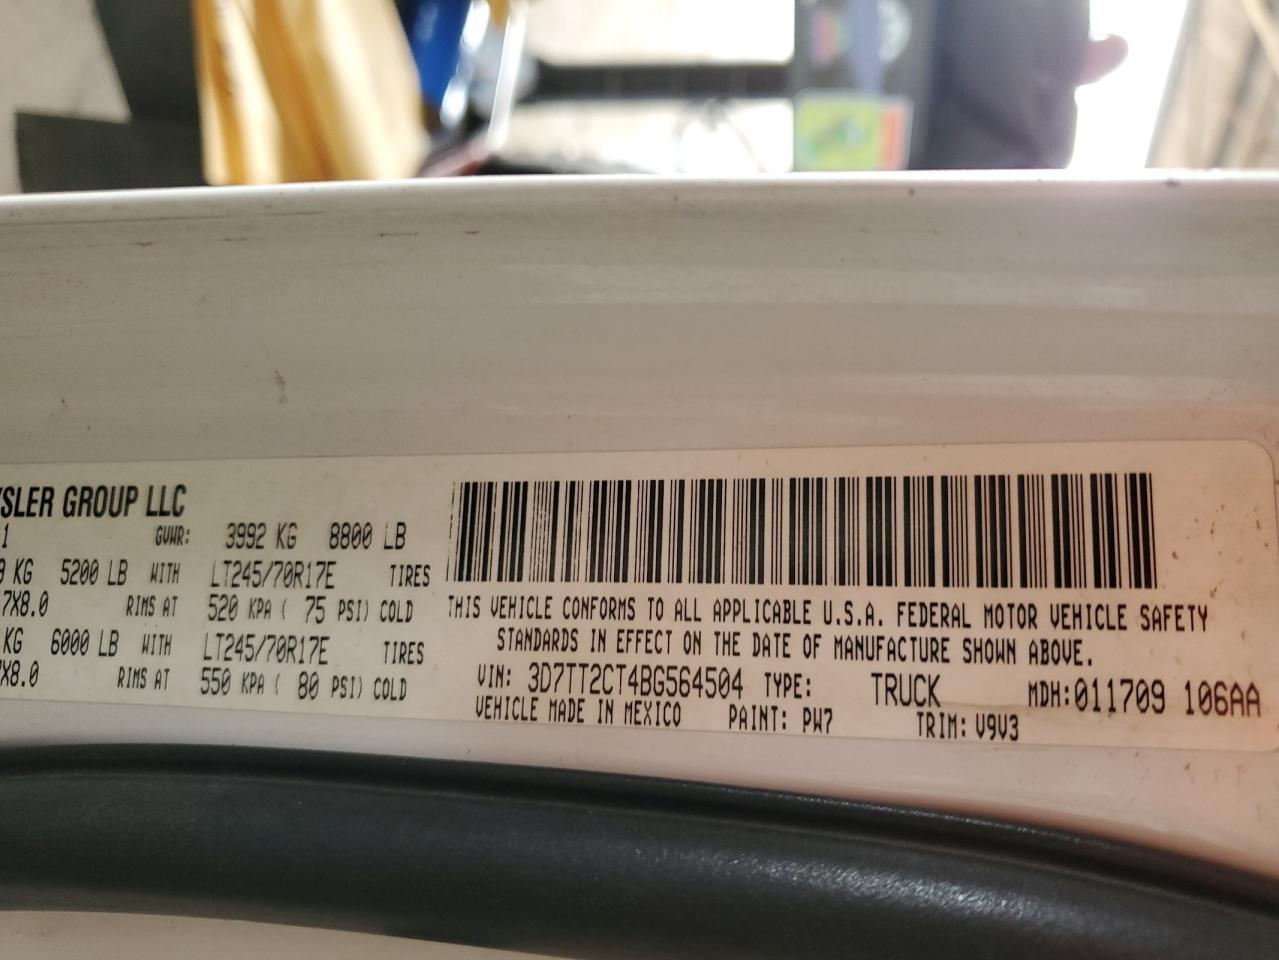 SLER GROUP LLC
1 GVWR: 3992 KG 8800 LB
KG 5200 LB WITH LT245/70R17E TIRES
7X8.0 RIMS AT 520 KPA ( 75 PSI) COLD
KG 6000 LB WITH LT245/70R17E TIRES
X8.0 RIMS AT 550 KPA ( 80 PSI) COLD
THIS VEHICLE CONFORMS TO ALL APPLICABLE U.S.A. FEDERAL MOTOR VEHICLE SAFETY
STANDARDS IN EFFECT ON THE DATE OF MANUFACTURE SHOWN ABOVE.
VIN: 3D7TT2CT4BG564504 TYPE: TRUCK MDH:011709 106AA
VEHICLE MADE IN MEXICO PAINT: PW7 TRIM: V9V3